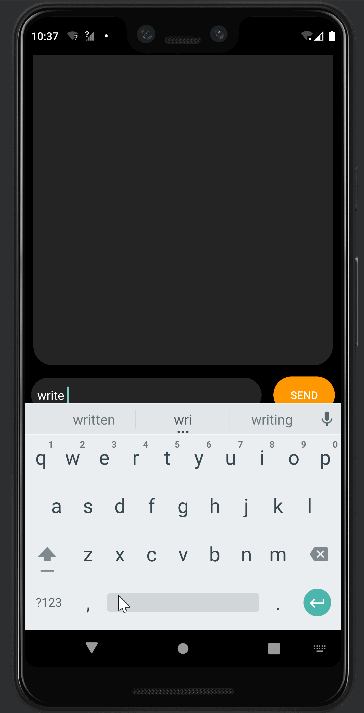 10:37
write
SEND
written wri writing
1 2 3 4 5 6 7 8 9 0
q w e r t y u i o p
a s d f g h j k l
z x c v b n m
?123 , .